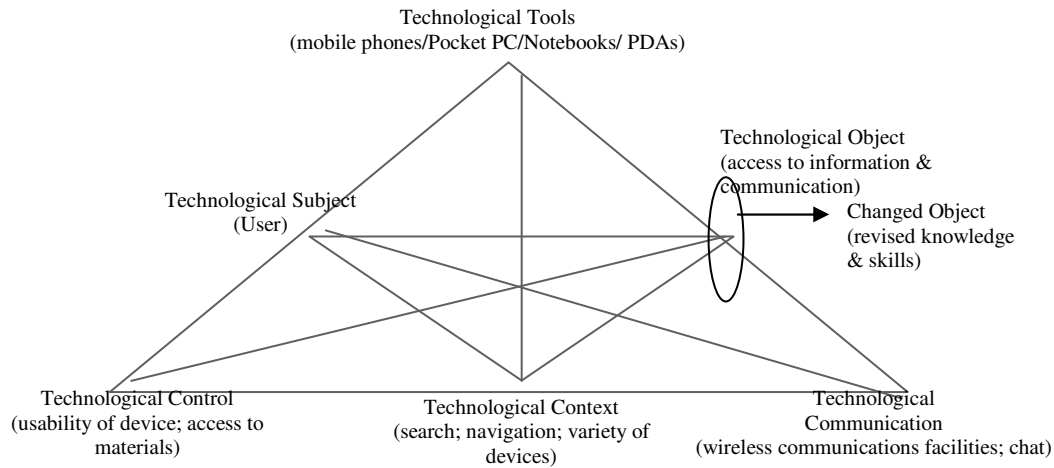 Technological Tools
(mobile phones/Pocket PC/Notebooks/ PDAs)
Technological Object
(access to information &
communication)
Technological Subject
(User)
Changed Object
(revised knowledge
& skills)
Technological Control
(usability of device; access to
materials)
Technological Context
(search; navigation; variety of
devices)
Technological
Communication
(wireless communications facilities; chat)